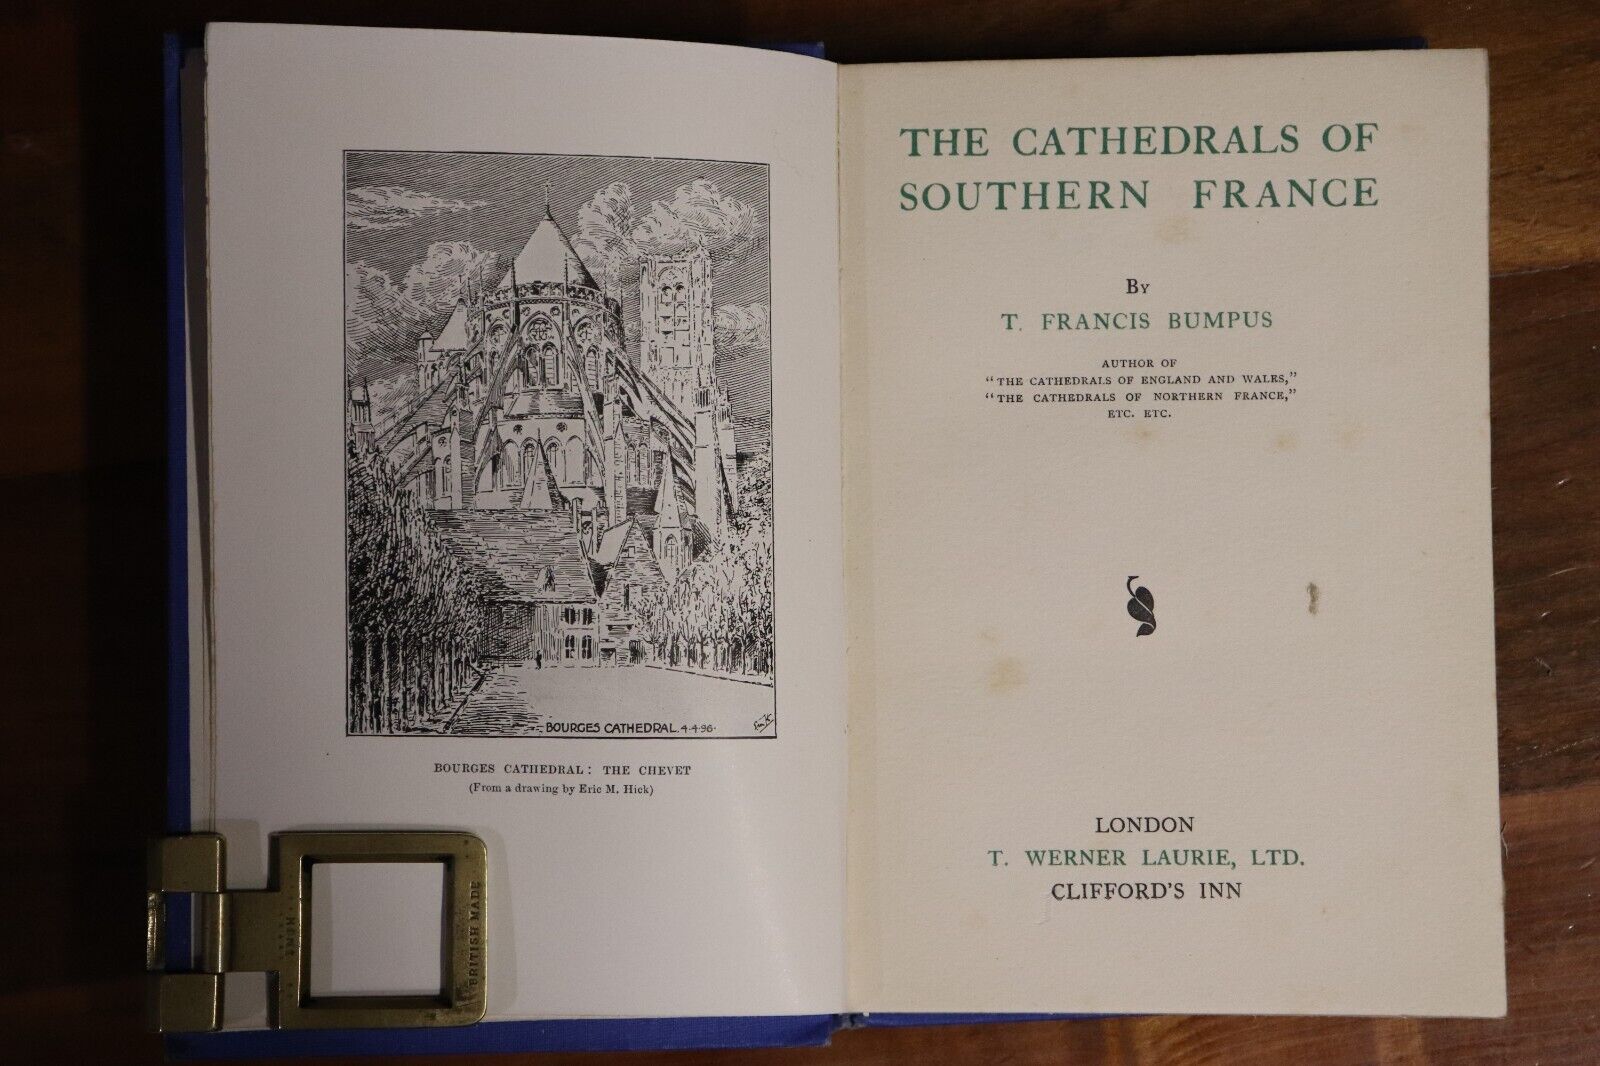 BOURGES CATHEDRAL 4-4-96.
BOURGES CATHEDRAL: THE CHEVET
(From a drawing by Eric M. Hick)
BRITISH MADE
THE CATHEDRALS OF
SOUTHERN FRANCE
BY
T. FRANCIS BUMPUS
AUTHOR OF
"THE CATHEDRALS OF ENGLAND AND WALES,"
"THE CATHEDRALS OF NORTHERN FRANCE,"
ETC. ETC.
LONDON
T. WERNER LAURIE, LTD.
CLIFFORD'S INN